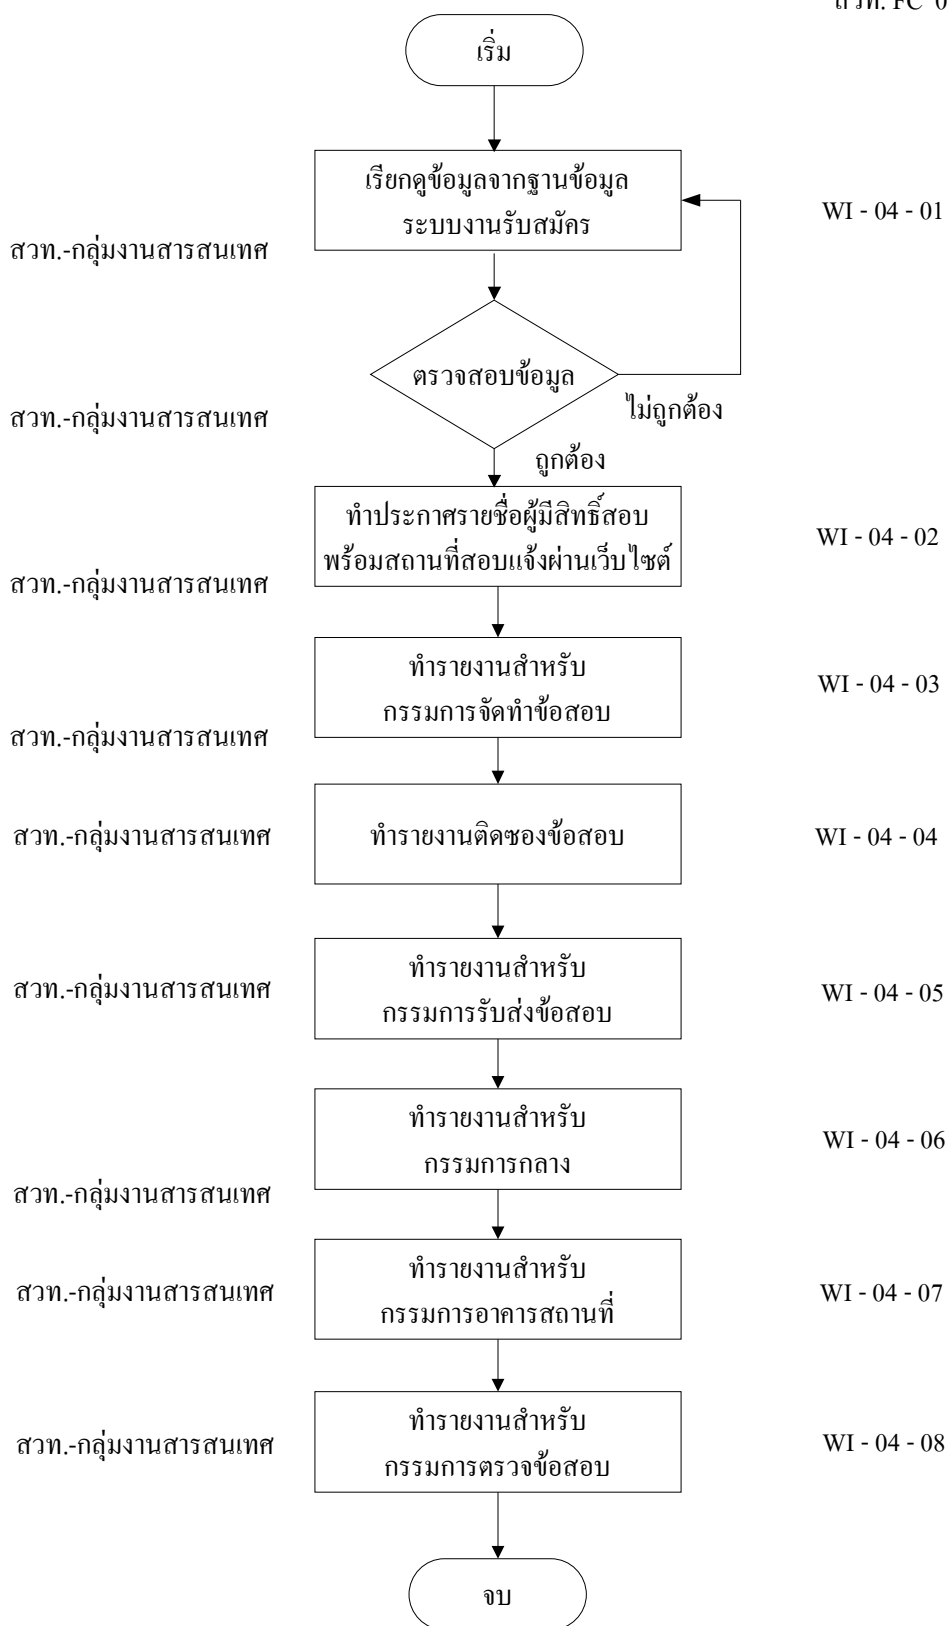 สวท. FC 0
เริ่ม
เรียกดูข้อมูลจากฐานข้อมูล
ระบบงานรับสมัคร
WI - 04 - 01
สวท.-กลุ่มงานสารสนเทศ
ตรวจสอบข้อมูล
ไม่ถูกต้อง
สวท.-กลุ่มงานสารสนเทศ
ถูกต้อง
ทำประกาศรายชื่อผู้มีสิทธิ์สอบ
พร้อมสถานที่สอบแจ้งผ่านเว็บไซต์
WI - 04 - 02
สวท.-กลุ่มงานสารสนเทศ
ทำรายงานสำหรับ
กรรมการจัดทำข้อสอบ
WI - 04 - 03
สวท.-กลุ่มงานสารสนเทศ
สวท.-กลุ่มงานสารสนเทศ
ทำรายงานติดซองข้อสอบ
WI - 04 - 04
ทำรายงานสำหรับ
กรรมการรับส่งข้อสอบ
สวท.-กลุ่มงานสารสนเทศ
WI - 04 - 05
ทำรายงานสำหรับ
กรรมการกลาง
WI - 04 - 06
สวท.-กลุ่มงานสารสนเทศ
ทำรายงานสำหรับ
กรรมการอาคารสถานที่
สวท.-กลุ่มงานสารสนเทศ
WI - 04 - 07
ทำรายงานสำหรับ
กรรมการตรวจข้อสอบ
สวท.-กลุ่มงานสารสนเทศ
WI - 04 - 08
จบ